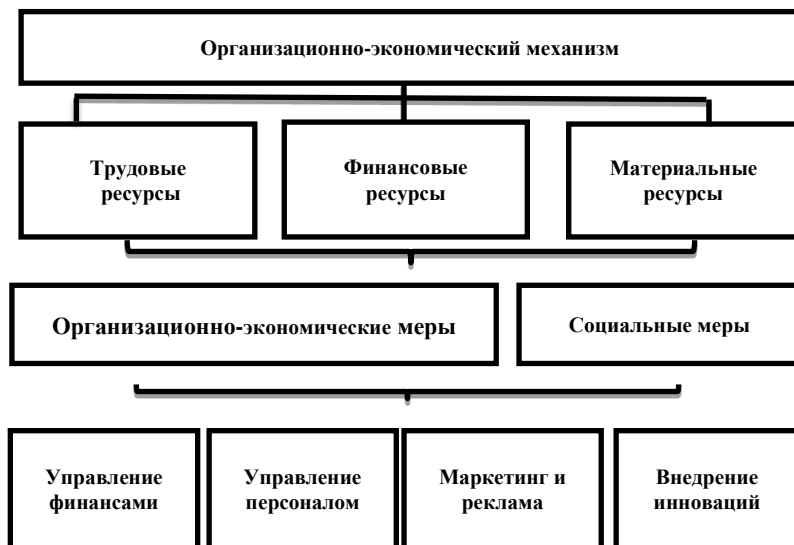 Организационно-экономический механизм
Трудовые
ресурсы
Финансовые
ресурсы
Материальные
ресурсы
Организационно-экономические меры
Социальные меры
Управление
финансами
Управление
персоналом
Маркетинг и
реклама
Внедрение
инноваций